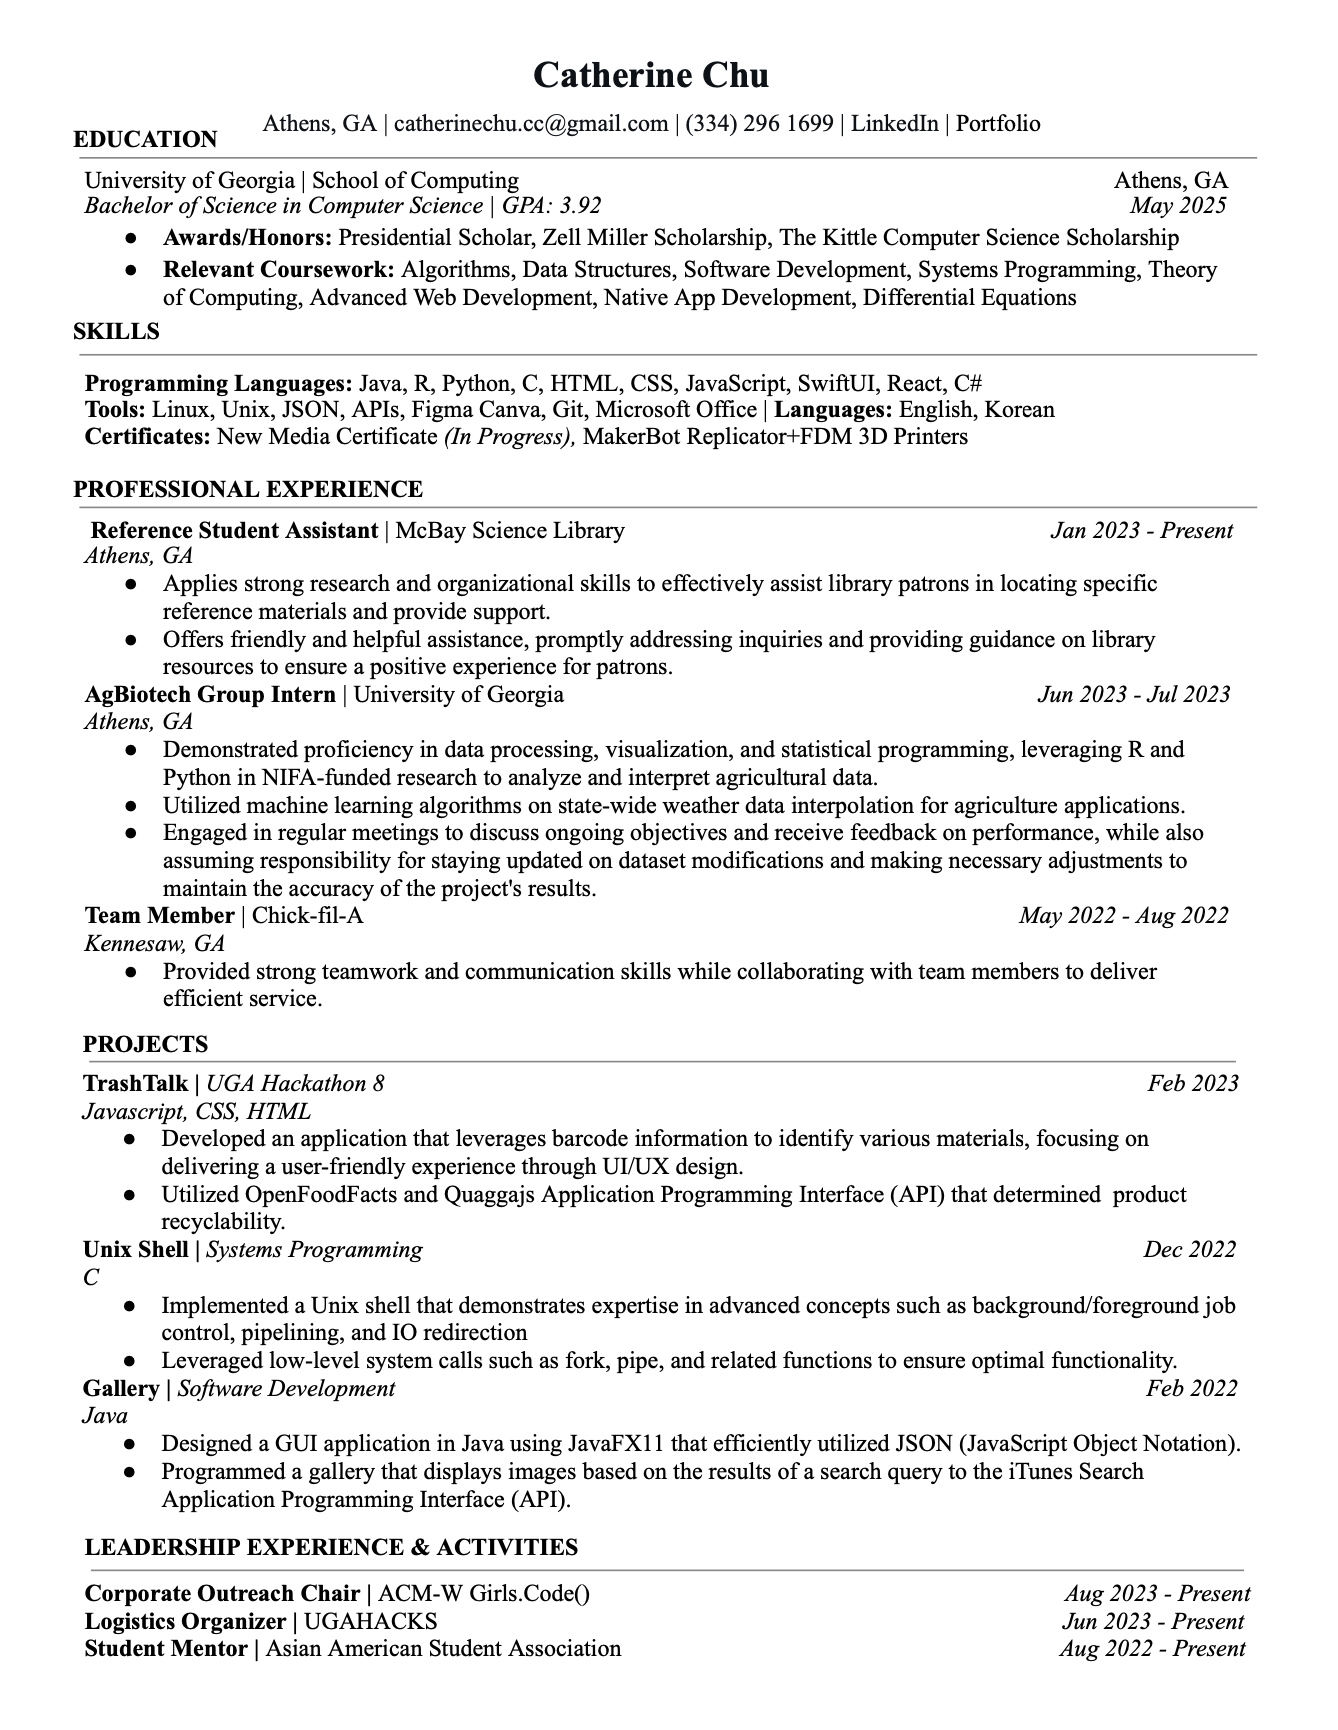 Catherine Chu
Athens, GA | catherinechu.cc@gmail.com | (334) 296 1699 | LinkedIn | Portfolio
EDUCATION
University of Georgia | School of Computing Athens, GA
Bachelor of Science in Computer Science | GPA: 3.92 May 2025
● Awards/Honors: Presidential Scholar, Zell Miller Scholarship, The Kittle Computer Science Scholarship
● Relevant Coursework: Algorithms, Data Structures, Software Development, Systems Programming, Theory
of Computing, Advanced Web Development, Native App Development, Differential Equations
SKILLS
Programming Languages: Java, R, Python, C, HTML, CSS, JavaScript, SwiftUI, React, C#
Tools: Linux, Unix, JSON, APIs, Figma Canva, Git, Microsoft Office | Languages: English, Korean
Certificates: New Media Certificate (In Progress), MakerBot Replicator+FDM 3D Printers
PROFESSIONAL EXPERIENCE
Reference Student Assistant | McBay Science Library Jan 2023 - Present
Athens, GA
● Applies strong research and organizational skills to effectively assist library patrons in locating specific
reference materials and provide support.
● Offers friendly and helpful assistance, promptly addressing inquiries and providing guidance on library
resources to ensure a positive experience for patrons.
AgBiotech Group Intern | University of Georgia Jun 2023 - Jul 2023
Athens, GA
● Demonstrated proficiency in data processing, visualization, and statistical programming, leveraging R and
Python in NIFA-funded research to analyze and interpret agricultural data.
● Utilized machine learning algorithms on state-wide weather data interpolation for agriculture applications.
● Engaged in regular meetings to discuss ongoing objectives and receive feedback on performance, while also
assuming responsibility for staying updated on dataset modifications and making necessary adjustments to
maintain the accuracy of the project's results.
Team Member | Chick-fil-A May 2022 - Aug 2022
Kennesaw, GA
● Provided strong teamwork and communication skills while collaborating with team members to deliver
efficient service.
PROJECTS
TrashTalk | UGA Hackathon 8 Feb 2023
Javascript, CSS, HTML
● Developed an application that leverages barcode information to identify various materials, focusing on
delivering a user-friendly experience through UI/UX design.
● Utilized OpenFoodFacts and Quaggajs Application Programming Interface (API) that determined product
recyclability.
Unix Shell | Systems Programming Dec 2022
C
● Implemented a Unix shell that demonstrates expertise in advanced concepts such as background/foreground job
control, pipelining, and IO redirection
● Leveraged low-level system calls such as fork, pipe, and related functions to ensure optimal functionality.
Gallery | Software Development Feb 2022
Java
● Designed a GUI application in Java using JavaFX11 that efficiently utilized JSON (JavaScript Object Notation).
● Programmed a gallery that displays images based on the results of a search query to the iTunes Search
Application Programming Interface (API).
LEADERSHIP EXPERIENCE & ACTIVITIES
Corporate Outreach Chair | ACM-W Girls.Code() Aug 2023 - Present
Logistics Organizer | UGAHACKS Jun 2023 - Present
Student Mentor | Asian American Student Association Aug 2022 - Present